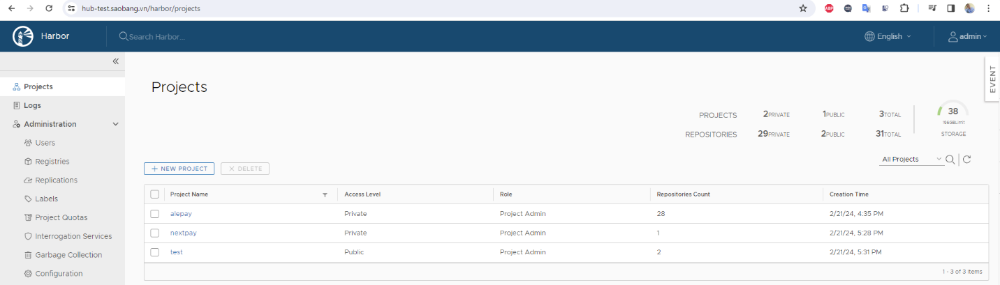 hub-test.saobang.vn/harbor/projects
ABP
Harbor
Search Harbor...
English
admin
Projects
Logs
Administration
Users
Registries
Replications
Labels
Project Quotas
Interrogation Services
Garbage Collection
Configuration
EVENT
Projects
PROJECTS 2PRIVATE 1PUBLIC 3TOTAL
REPOSITORIES 29PRIVATE 2PUBLIC 31TOTAL
38
196GBLimit
STORAGE
All Projects
+ NEW PROJECT
× DELETE
Project Name Access Level Role Repositories Count Creation Time
alepay Private Project Admin 28 2/21/24, 4:35 PM
nextpay Private Project Admin 1 2/21/24, 5:28 PM
test Public Project Admin 2 2/21/24, 5:31 PM
1 - 3 of 3 items